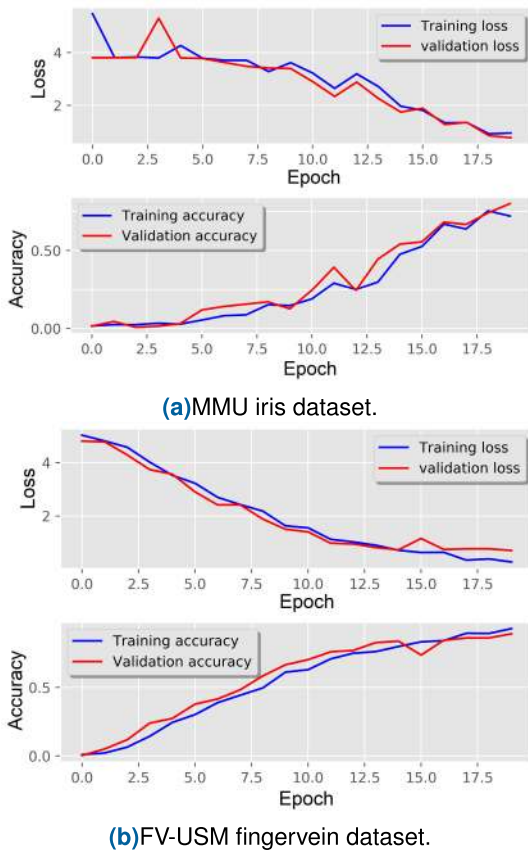 Training loss
validation loss
4
2
Loss
0.0 2.5 5.0 7.5 10.0 12.5 15.0 17.5
Epoch
Training accuracy
Validation accuracy
0.50
0.00
Accuracy
0.0 2.5 5.0 7.5 10.0 12.5 15.0 17.5
Epoch
(a)MMU iris dataset.
Training loss
validation loss
4
2
Loss
0.0 2.5 5.0 7.5 10.0 12.5 15.0 17.5
Epoch
Training accuracy
Validation accuracy
0.5
0.0
Accuracy
0.0 2.5 5.0 7.5 10.0 12.5 15.0 17.5
Epoch
(b)FV-USM fingervein dataset.